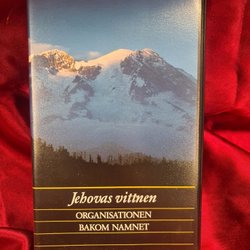 Jehovas vittnen
ORGANISATIONEN
BAKOM NAMNET